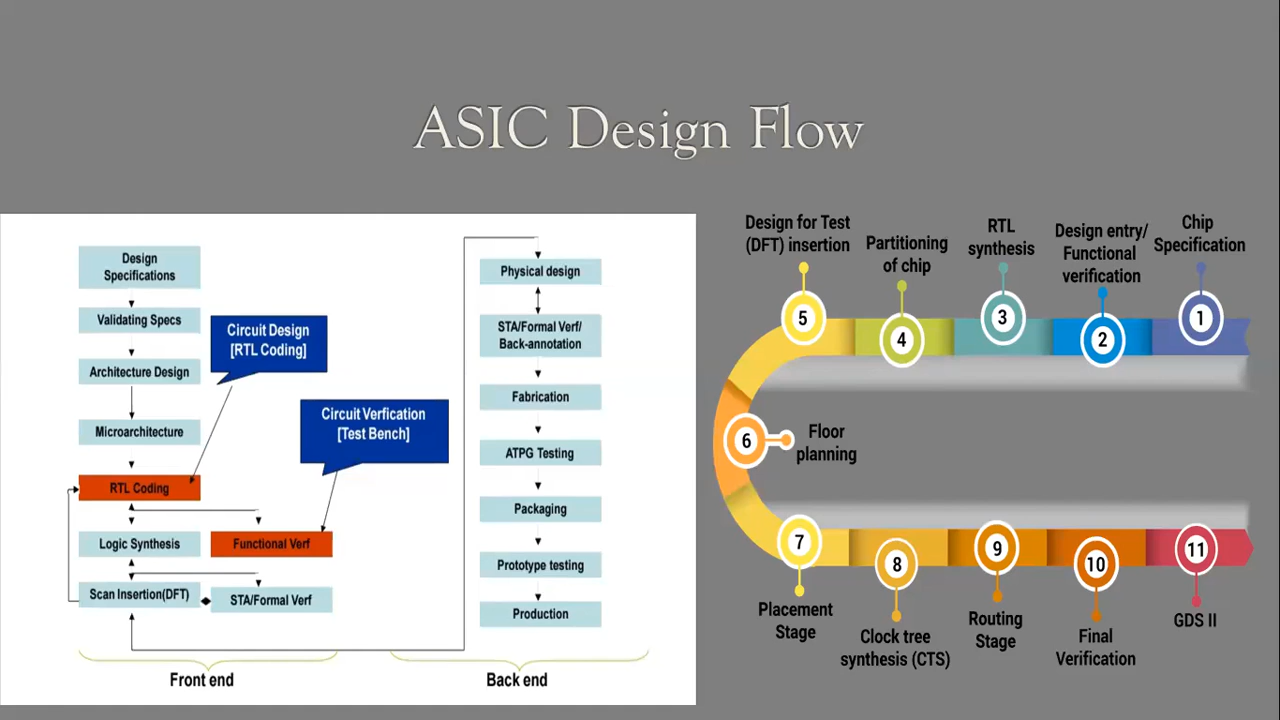 ASIC Design Flow
Design
Specifications
Validating Specs
Architecture Design
Microarchitecture
RTL Coding
Logic Synthesis
Scan Insertion(DFT)
Circuit Design
[RTL Coding]
Circuit Verfication
[Test Bench]
Functional Verf
STA/Formal Verf
Front end
Physical design
STA/Formal Verf/
Back-annotation
Fabrication
ATPG Testing
Packaging
Prototype testing
Production
Back end
Chip
Specification
1
Design entry/
Functional
verification
2
RTL
synthesis
3
Partitioning
of chip
4
Design for Test
(DFT) insertion
5
6
Floor
planning
7
Placement
Stage
8
Clock tree
synthesis (CTS)
9
Routing
Stage
10
Final
Verification
11
GDS II